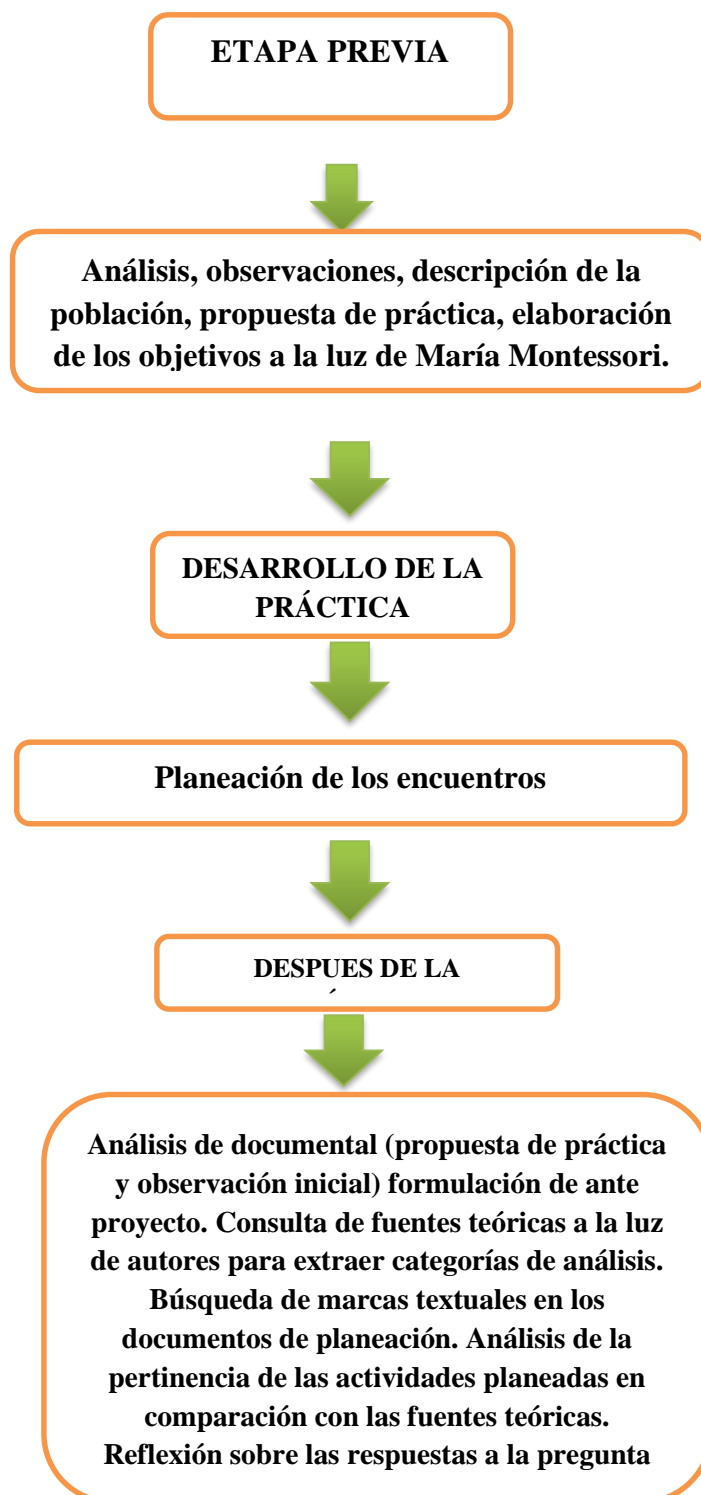 ETAPA PREVIA
Análisis, observaciones, descripción de la
población, propuesta de práctica, elaboración
de los objetivos a la luz de María Montessori.
DESARROLLO DE LA
PRÁCTICA
Planeación de los encuentros
DESPUES DE LA
Análisis de documental (propuesta de práctica
y observación inicial) formulación de ante
proyecto. Consulta de fuentes teóricas a la luz
de autores para extraer categorías de análisis.
Búsqueda de marcas textuales en los
documentos de planeación. Análisis de la
pertinencia de las actividades planeadas en
comparación con las fuentes teóricas.
Reflexión sobre las respuestas a la pregunta